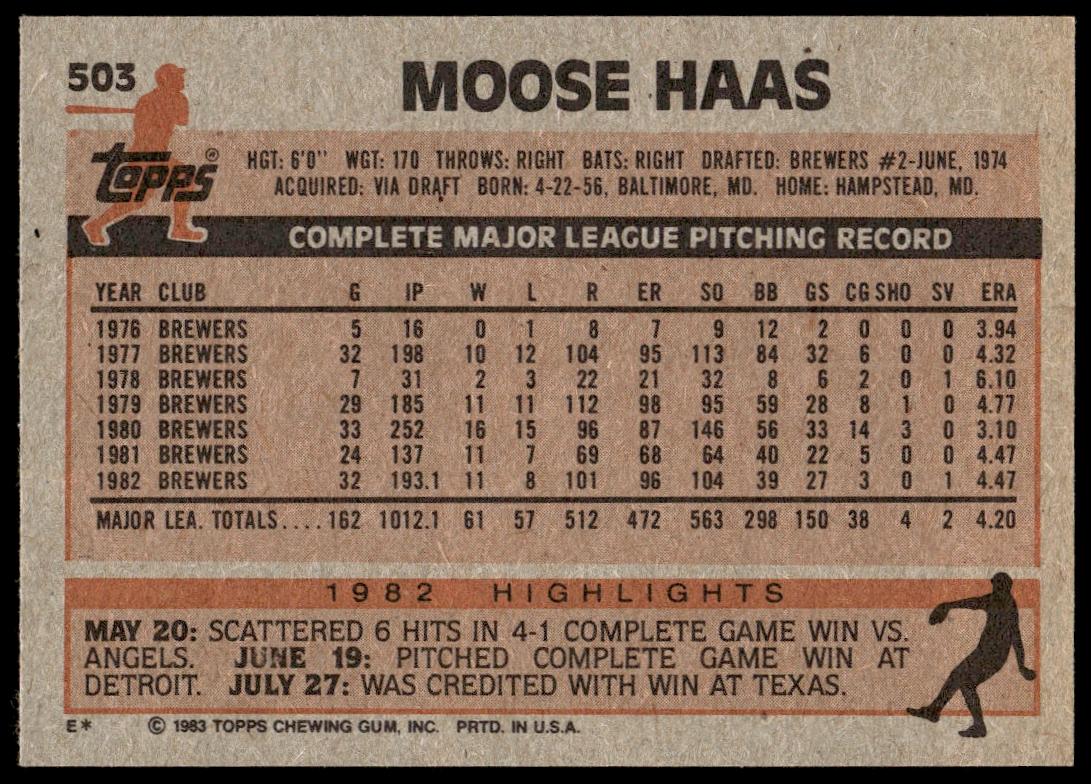 503
MOOSE HAAS
Topps®
HGT: 6'0" WGT: 170 THROWS: RIGHT BATS: RIGHT DRAFTED: BREWERS #2-JUNE, 1974
ACQUIRED: VIA DRAFT BORN: 4-22-56, BALTIMORE, MD. HOME: HAMPSTEAD, MD.
COMPLETE MAJOR LEAGUE PITCHING RECORD
YEAR CLUB G IP W L R ER SO BB GS CG SHO SV ERA
1976 BREWERS 5 16 0 1 8 7 9 12 2 0 0 0 3.94
1977 BREWERS 32 198 10 12 104 95 113 84 32 6 0 0 4.32
1978 BREWERS 7 31 2 3 22 21 32 8 6 2 0 1 6.10
1979 BREWERS 29 185 11 11 112 98 95 59 28 8 1 0 4.77
1980 BREWERS 33 252 16 15 96 87 146 56 33 14 3 0 3.10
1981 BREWERS 24 137 11 7 69 68 64 40 22 5 0 0 4.47
1982 BREWERS 32 193.1 11 8 101 96 104 39 27 3 0 1 4.47
MAJOR LEA. TOTALS.... 162 1012.1 61 57 512 472 563 298 150 38 4 2 4.20
1982 HIGHLIGHTS
MAY 20: SCATTERED 6 HITS IN 4-1 COMPLETE GAME WIN VS.
ANGELS. JUNE 19: PITCHED COMPLETE GAME WIN AT
DETROIT. JULY 27: WAS CREDITED WITH WIN AT TEXAS.
E* © 1983 TOPPS CHEWING GUM, INC. PRTD. IN U.S.A.